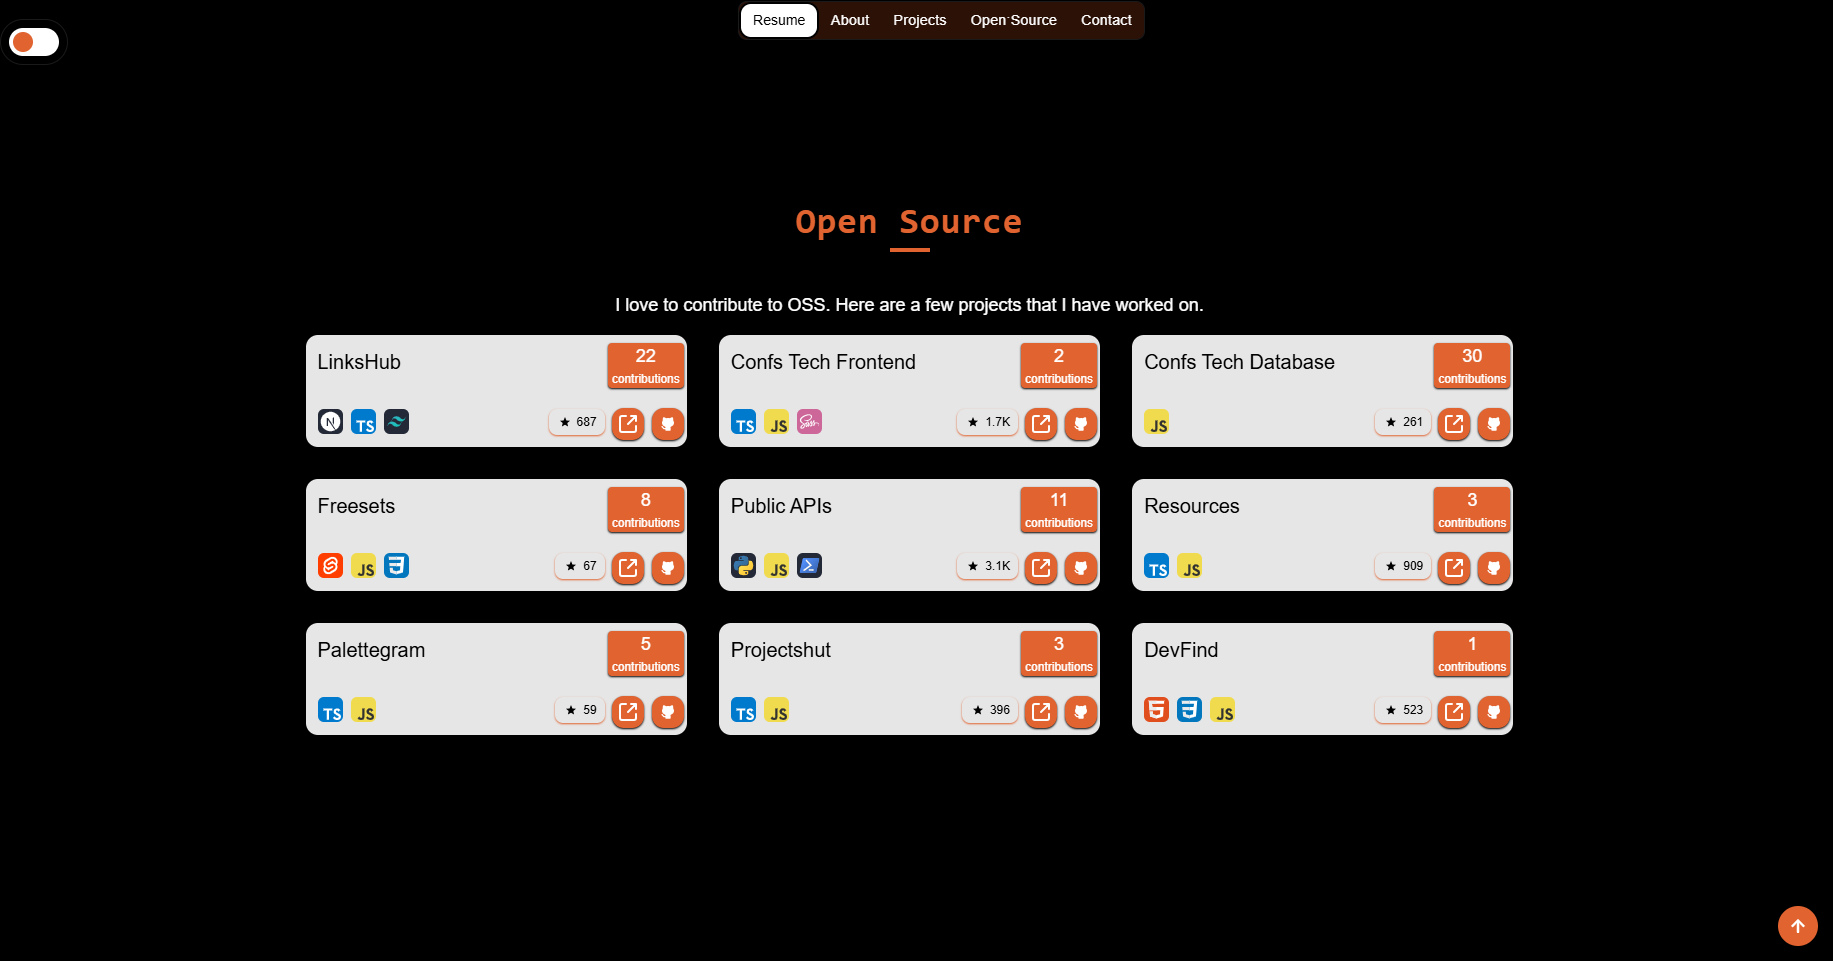 Resume About Projects Open Source Contact
Open Source
I love to contribute to OSS. Here are a few projects that I have worked on.
LinksHub
22
contributions
N TS
687
Confs Tech Frontend
2
contributions
TS JS Sass
1.7K
Confs Tech Database
30
contributions
JS
261
Freesets
8
contributions
JS
67
Public APIs
11
contributions
JS
3.1K
Resources
3
contributions
TS JS
909
Palettegram
5
contributions
TS JS
59
Projectshut
3
contributions
TS JS
396
DevFind
1
contributions
5 3 JS
523